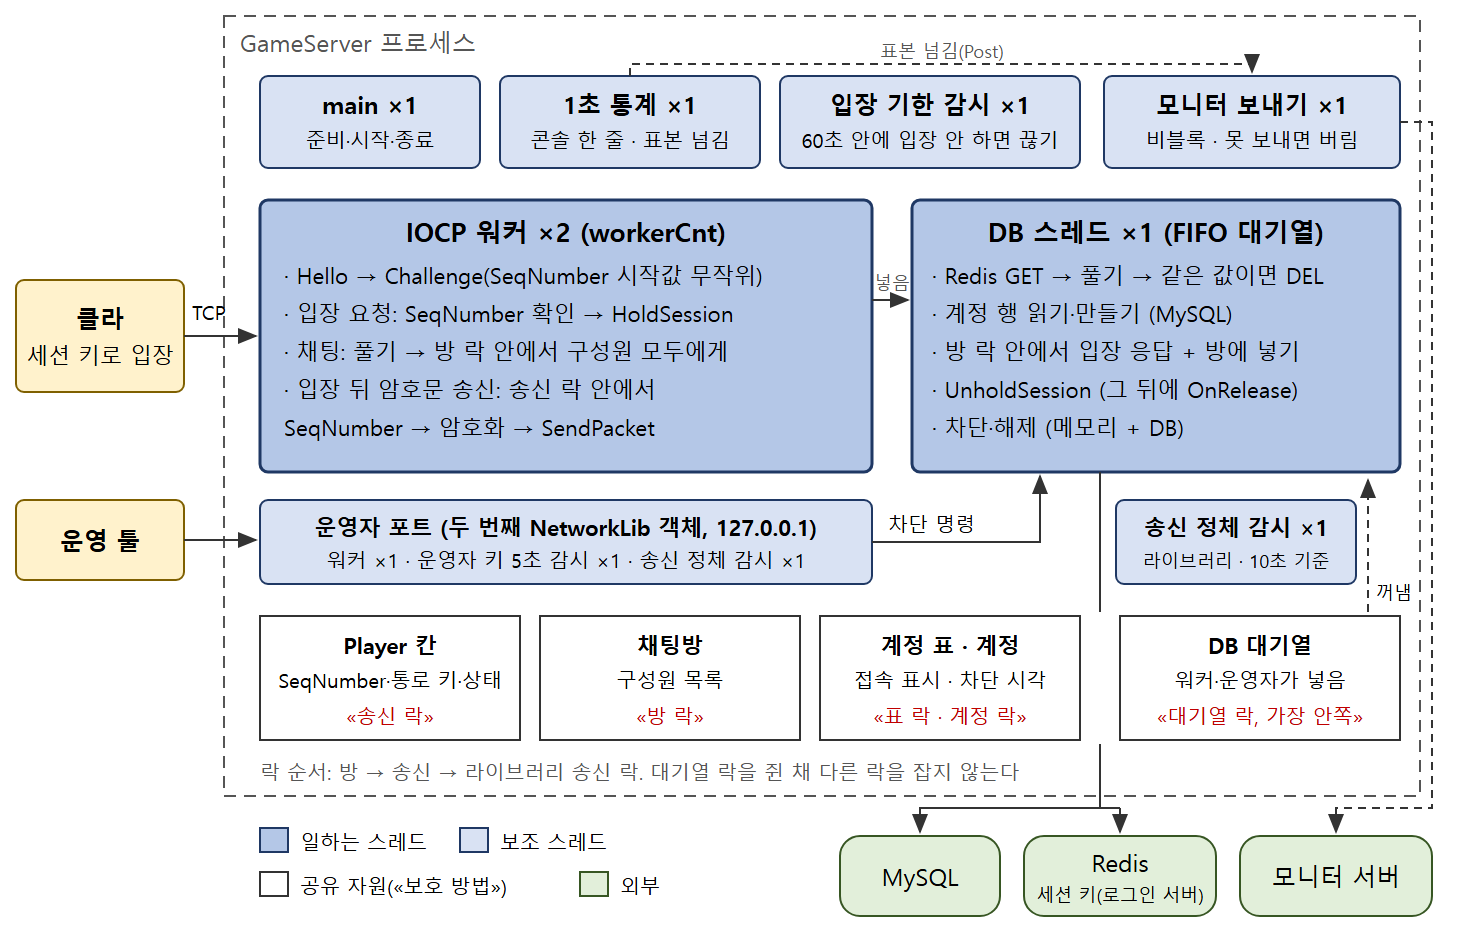 GameServer 프로세스
표본 넘김(Post)
main ×1
준비·시작·종료
1초 통계 ×1
콘솔 한 줄 · 표본 넘김
입장 기한 감시 ×1
60초 안에 입장 안 하면 끊기
모니터 보내기 ×1
비블록 · 못 보내면 버림
클라
세션 키로 입장
TCP
IOCP 워커 ×2 (workerCnt)
· Hello → Challenge(SeqNumber 시작값 무작위)
· 입장 요청: SeqNumber 확인 → HoldSession
· 채팅: 풀기 → 방 락 안에서 구성원 모두에게
· 입장 뒤 암호문 송신: 송신 락 안에서
SeqNumber → 암호화 → SendPacket
넣음
DB 스레드 ×1 (FIFO 대기열)
· Redis GET → 풀기 → 같은 값이면 DEL
· 계정 행 읽기·만들기 (MySQL)
· 방 락 안에서 입장 응답 + 방에 넣기
· UnholdSession (그 뒤에 OnRelease)
· 차단·해제 (메모리 + DB)
운영 툴
운영자 포트 (두 번째 NetworkLib 객체, 127.0.0.1)
워커 ×1 · 운영자 키 5초 감시 ×1 · 송신 정체 감시 ×1
차단 명령
송신 정체 감시 ×1
라이브러리 · 10초 기준
꺼냄
Player 칸
SeqNumber·통로 키·상태
«송신 락»
채팅방
구성원 목록
«방 락»
계정 표 · 계정
접속 표시 · 차단 시각
«표 락 · 계정 락»
DB 대기열
워커·운영자가 넣음
«대기열 락, 가장 안쪽»
락 순서: 방 → 송신 → 라이브러리 송신 락. 대기열 락을 쥔 채 다른 락을 잡지 않는다
일하는 스레드
보조 스레드
공유 자원(«보호 방법»)
외부
MySQL
Redis
세션 키(로그인 서버)
모니터 서버